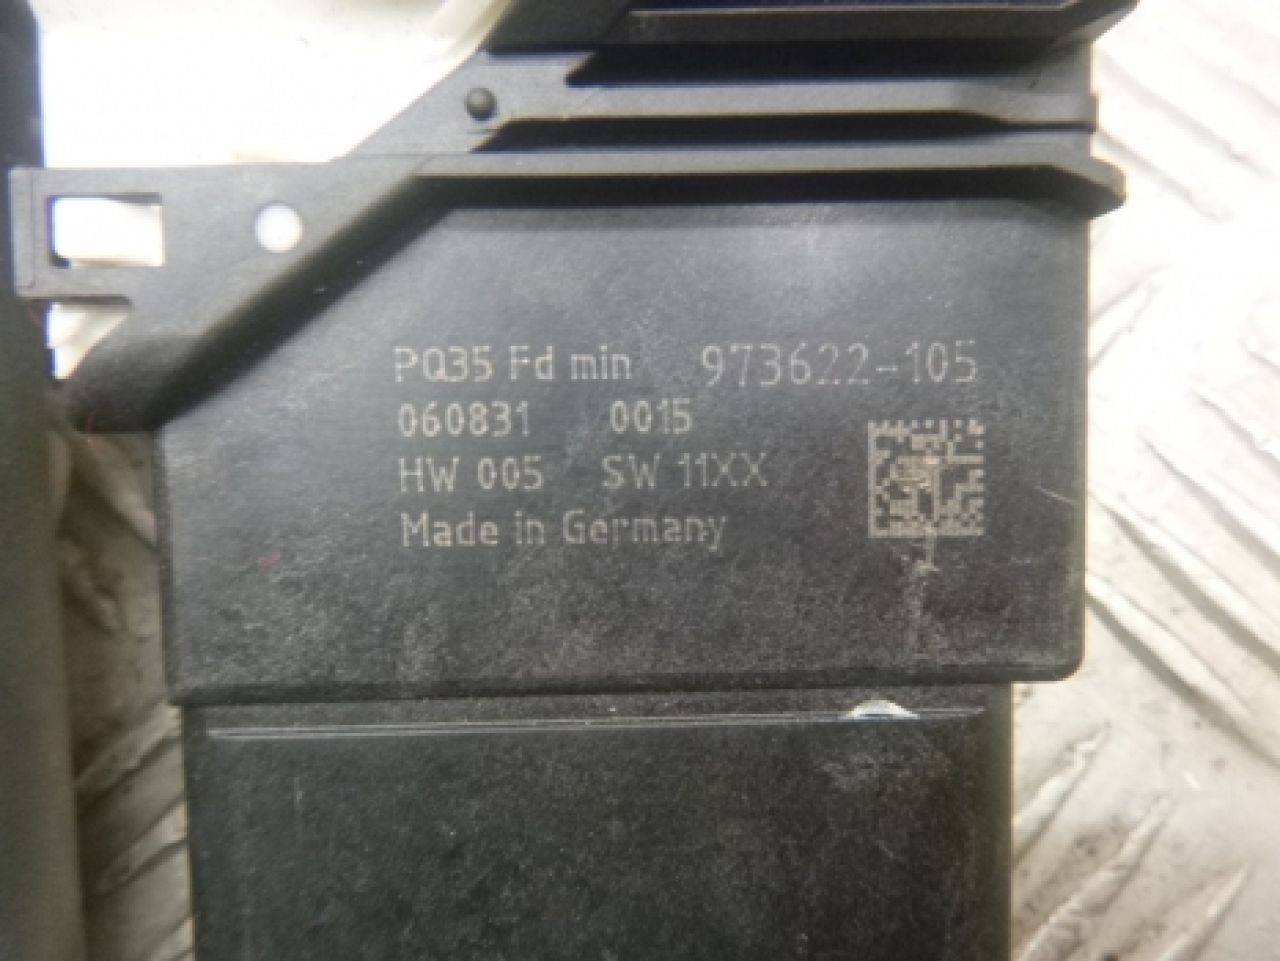 PQ35 Fd min 973622-105
060831 0015
HW 005 SW 11XX
Made in Germany